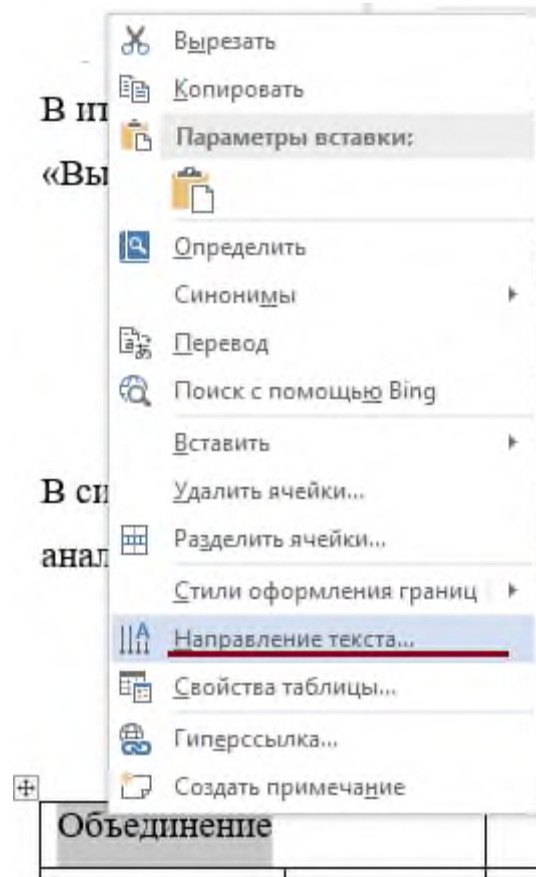 Вырезать
Копировать
В ит
Параметры вставки:
«Вы
Определить
Синонимы
Перевод
Поиск с помощью Bing
Вставить
В си
Удалить ячейки...
Разделить ячейки...
анал
Стили оформления границ
Направление текста...
Свойства таблицы...
Гиперссылка...
Создать примечание
Объединение